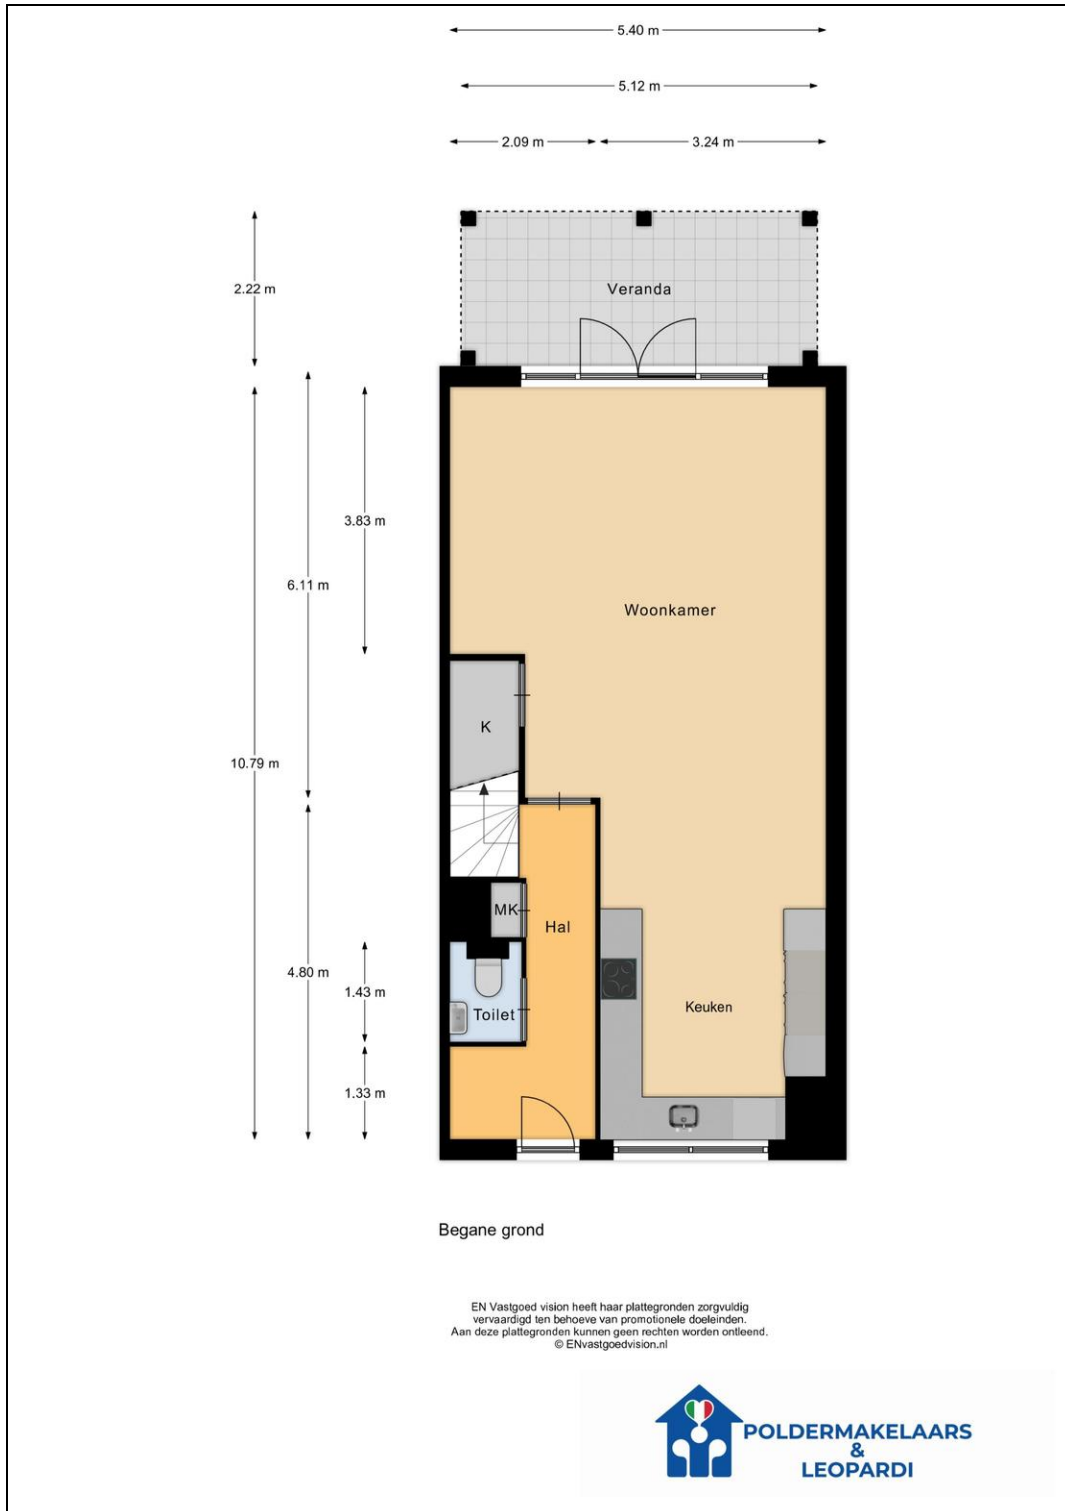 5.40 m
5.12 m
2.09 m
3.24 m
2.22 m
Veranda
3.83 m
6.11 m
Woonkamer
K
10.79 m
MK
Hal
4.80 m
1.43 m
Toilet
Keuken
1.33 m
Begane grond
EN Vastgoed vision heeft haar plattegronden zorgvuldig
vervaardigd ten behoeve van promotionele doeleinden.
Aan deze plattegronden kunnen geen rechten worden ontleend.
© ENvastgoedvision.nl
POLDERMAKELAARS
&
LEOPARDI